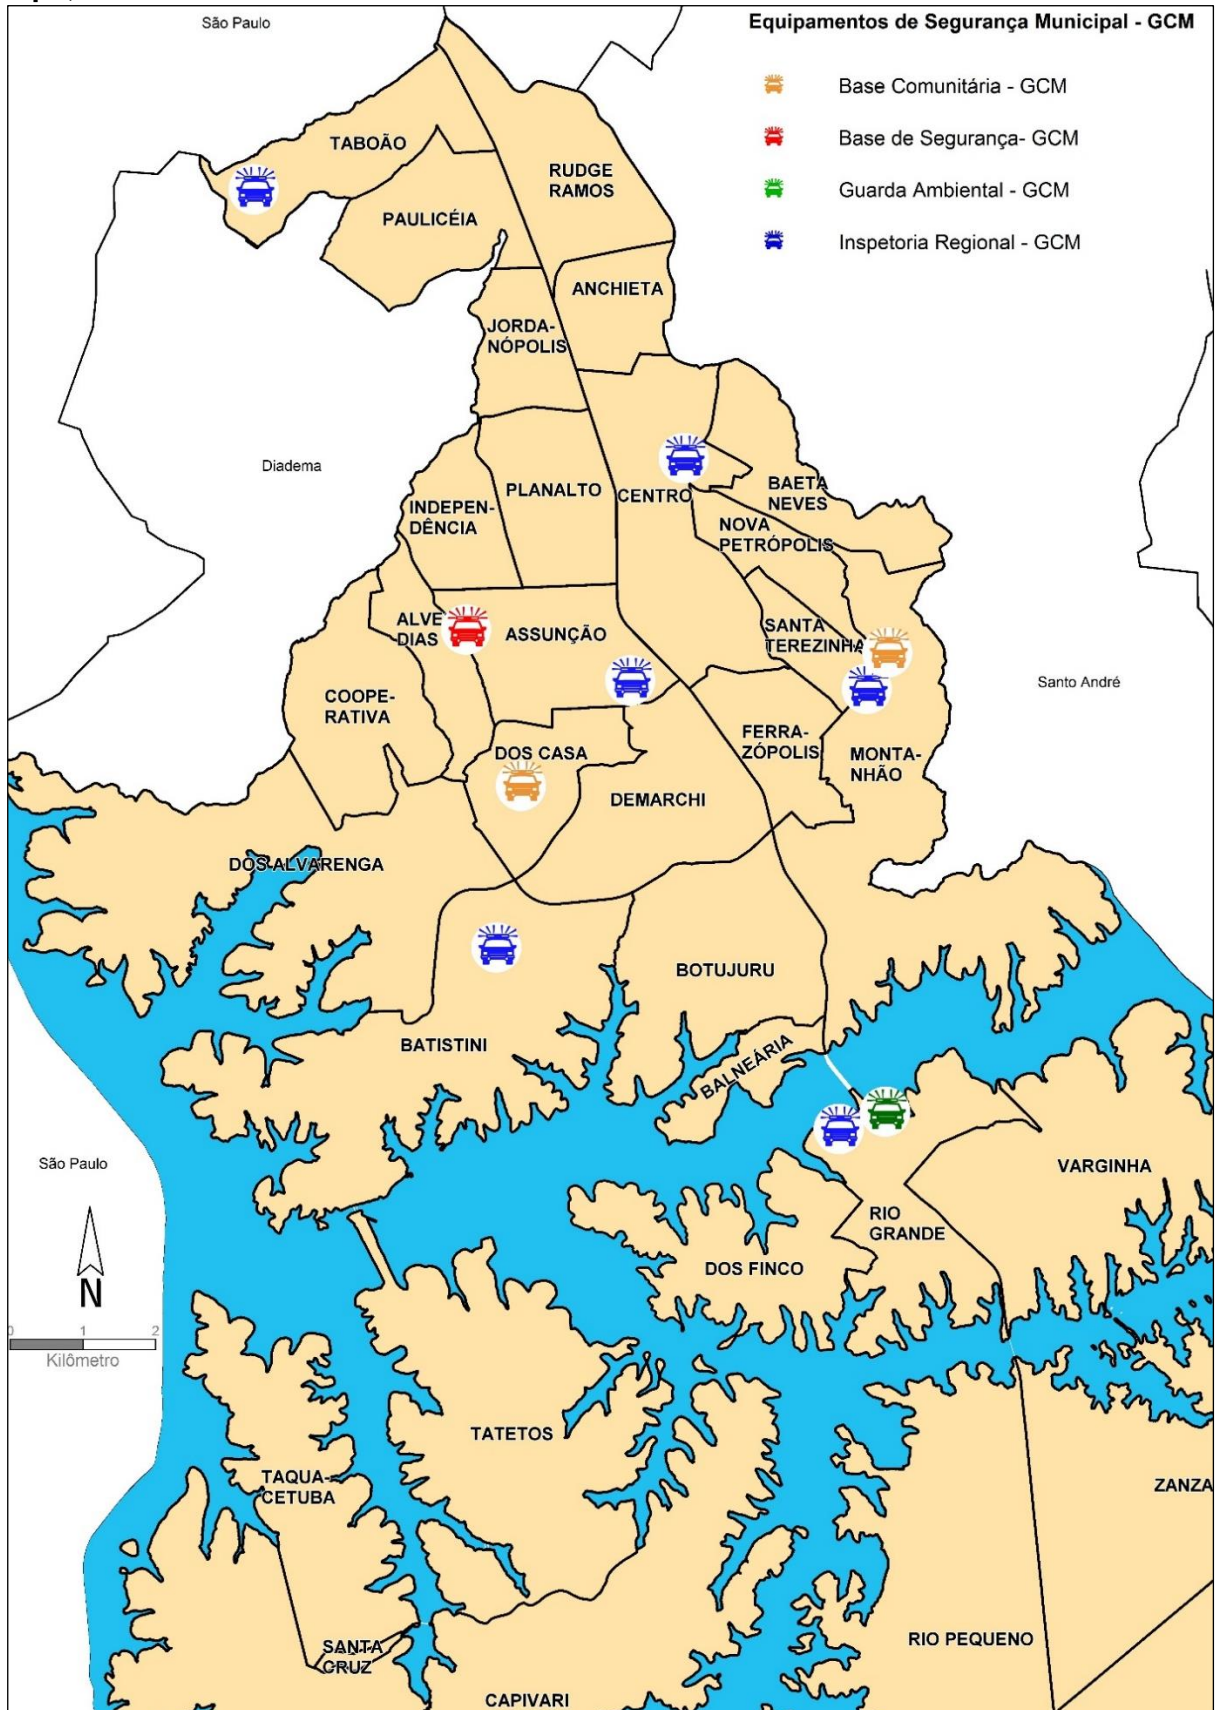 São Paulo
Equipamentos de Segurança Municipal - GCM
Base Comunitária - GCM
Base de Segurança- GCM
Guarda Ambiental - GCM
Inspetoria Regional - GCM
TABOÃO
RUDGE
RAMOS
PAULICÉIA
ANCHIETA
JORDA-
NÓPOLIS
Diadema
PLANALTO
CENTRO
BAETA
NEVES
INDEPEN-
DÊNCIA
NOVA
PETRÓPOLIS
ALVE
DIAS
ASSUNÇÃO
SANTA
TEREZINHA
Santo André
COOPE-
RATIVA
DOS CASA
FERRA-
ZÓPOLIS
MONTA-
NHÃO
DEMARCHI
DOS ALVARENGA
BOTUJURU
BATISTINI
BALNEÁRIA
São Paulo
VARGINHA
RIO
GRANDE
DOS FINCO
N
0 1 2
Kilômetro
TATETOS
TAQUA-
CETUBA
ZANZA
SANTA
CRUZ
RIO PEQUENO
CAPIVARI